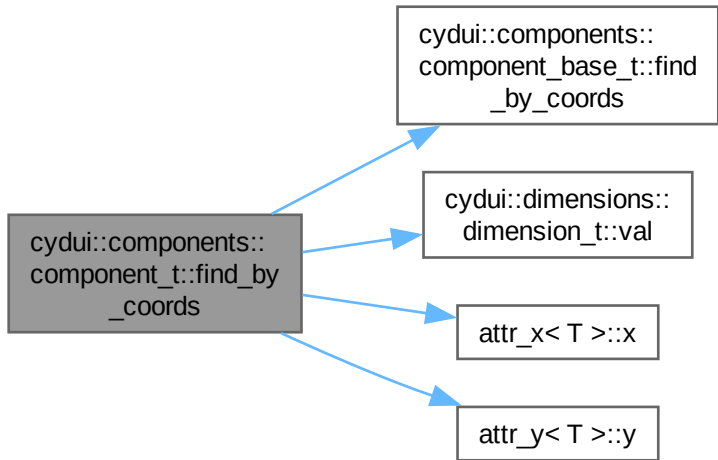 cydui::components::
component_base_t::find
_by_coords
cydui::dimensions::
dimension_t::val
cydui::components::
component_t::find_by
_coords
attr_x< T >::x
attr_y< T >::y